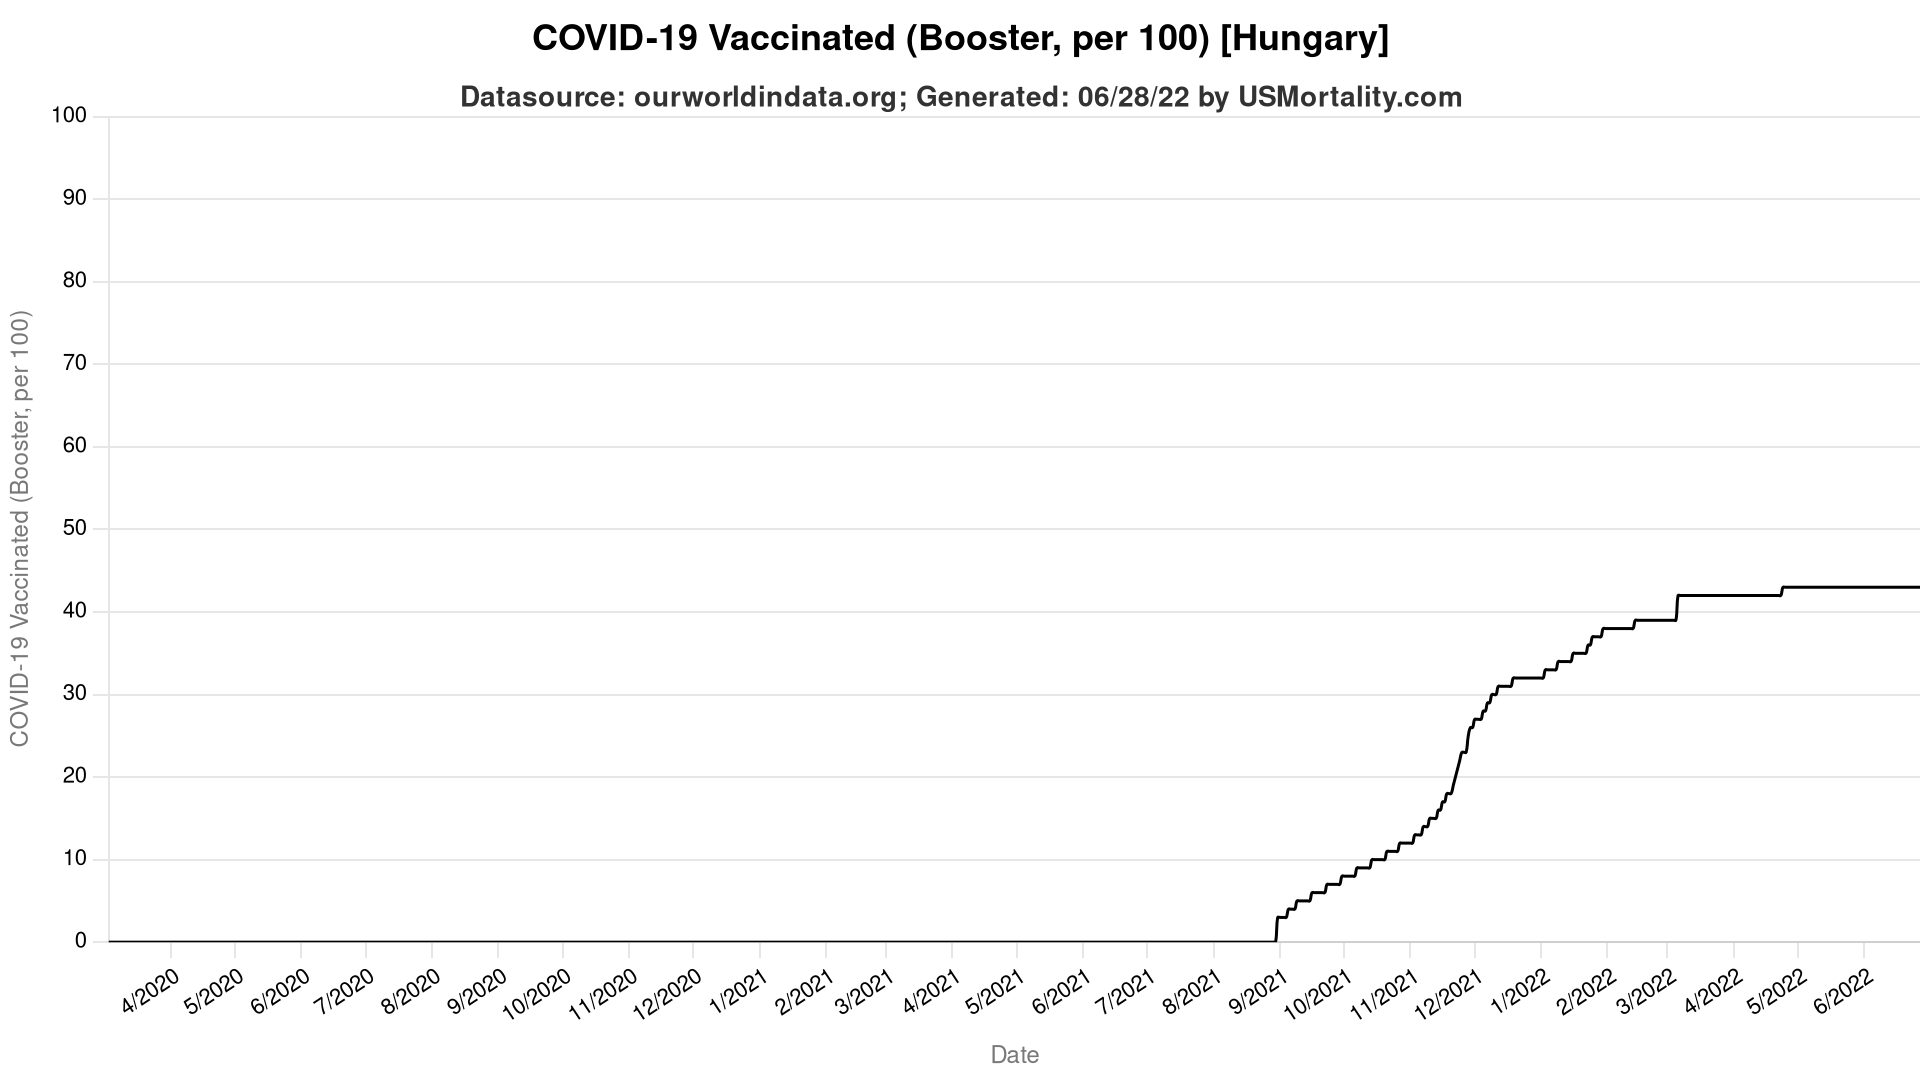 COVID-19 Vaccinated (Booster, per 100) [Hungary]
Datasource: ourworldindata.org; Generated: 06/28/22 by USMortality.com
COVID-19 Vaccinated (Booster, per 100)
100
90
80
70
60
50
40
30
20
10
0
4/2020 5/2020 6/2020 7/2020 8/2020 9/2020 10/2020 11/2020 12/2020 1/2021 2/2021 3/2021 4/2021 5/2021 6/2021 7/2021 8/2021 9/2021 10/2021 11/2021 12/2021 1/2022 2/2022 3/2022 4/2022 5/2022 6/2022
Date